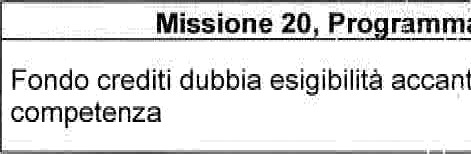 Missione 20, Programma
Fondo crediti dubbia esigibilità accant
competenza